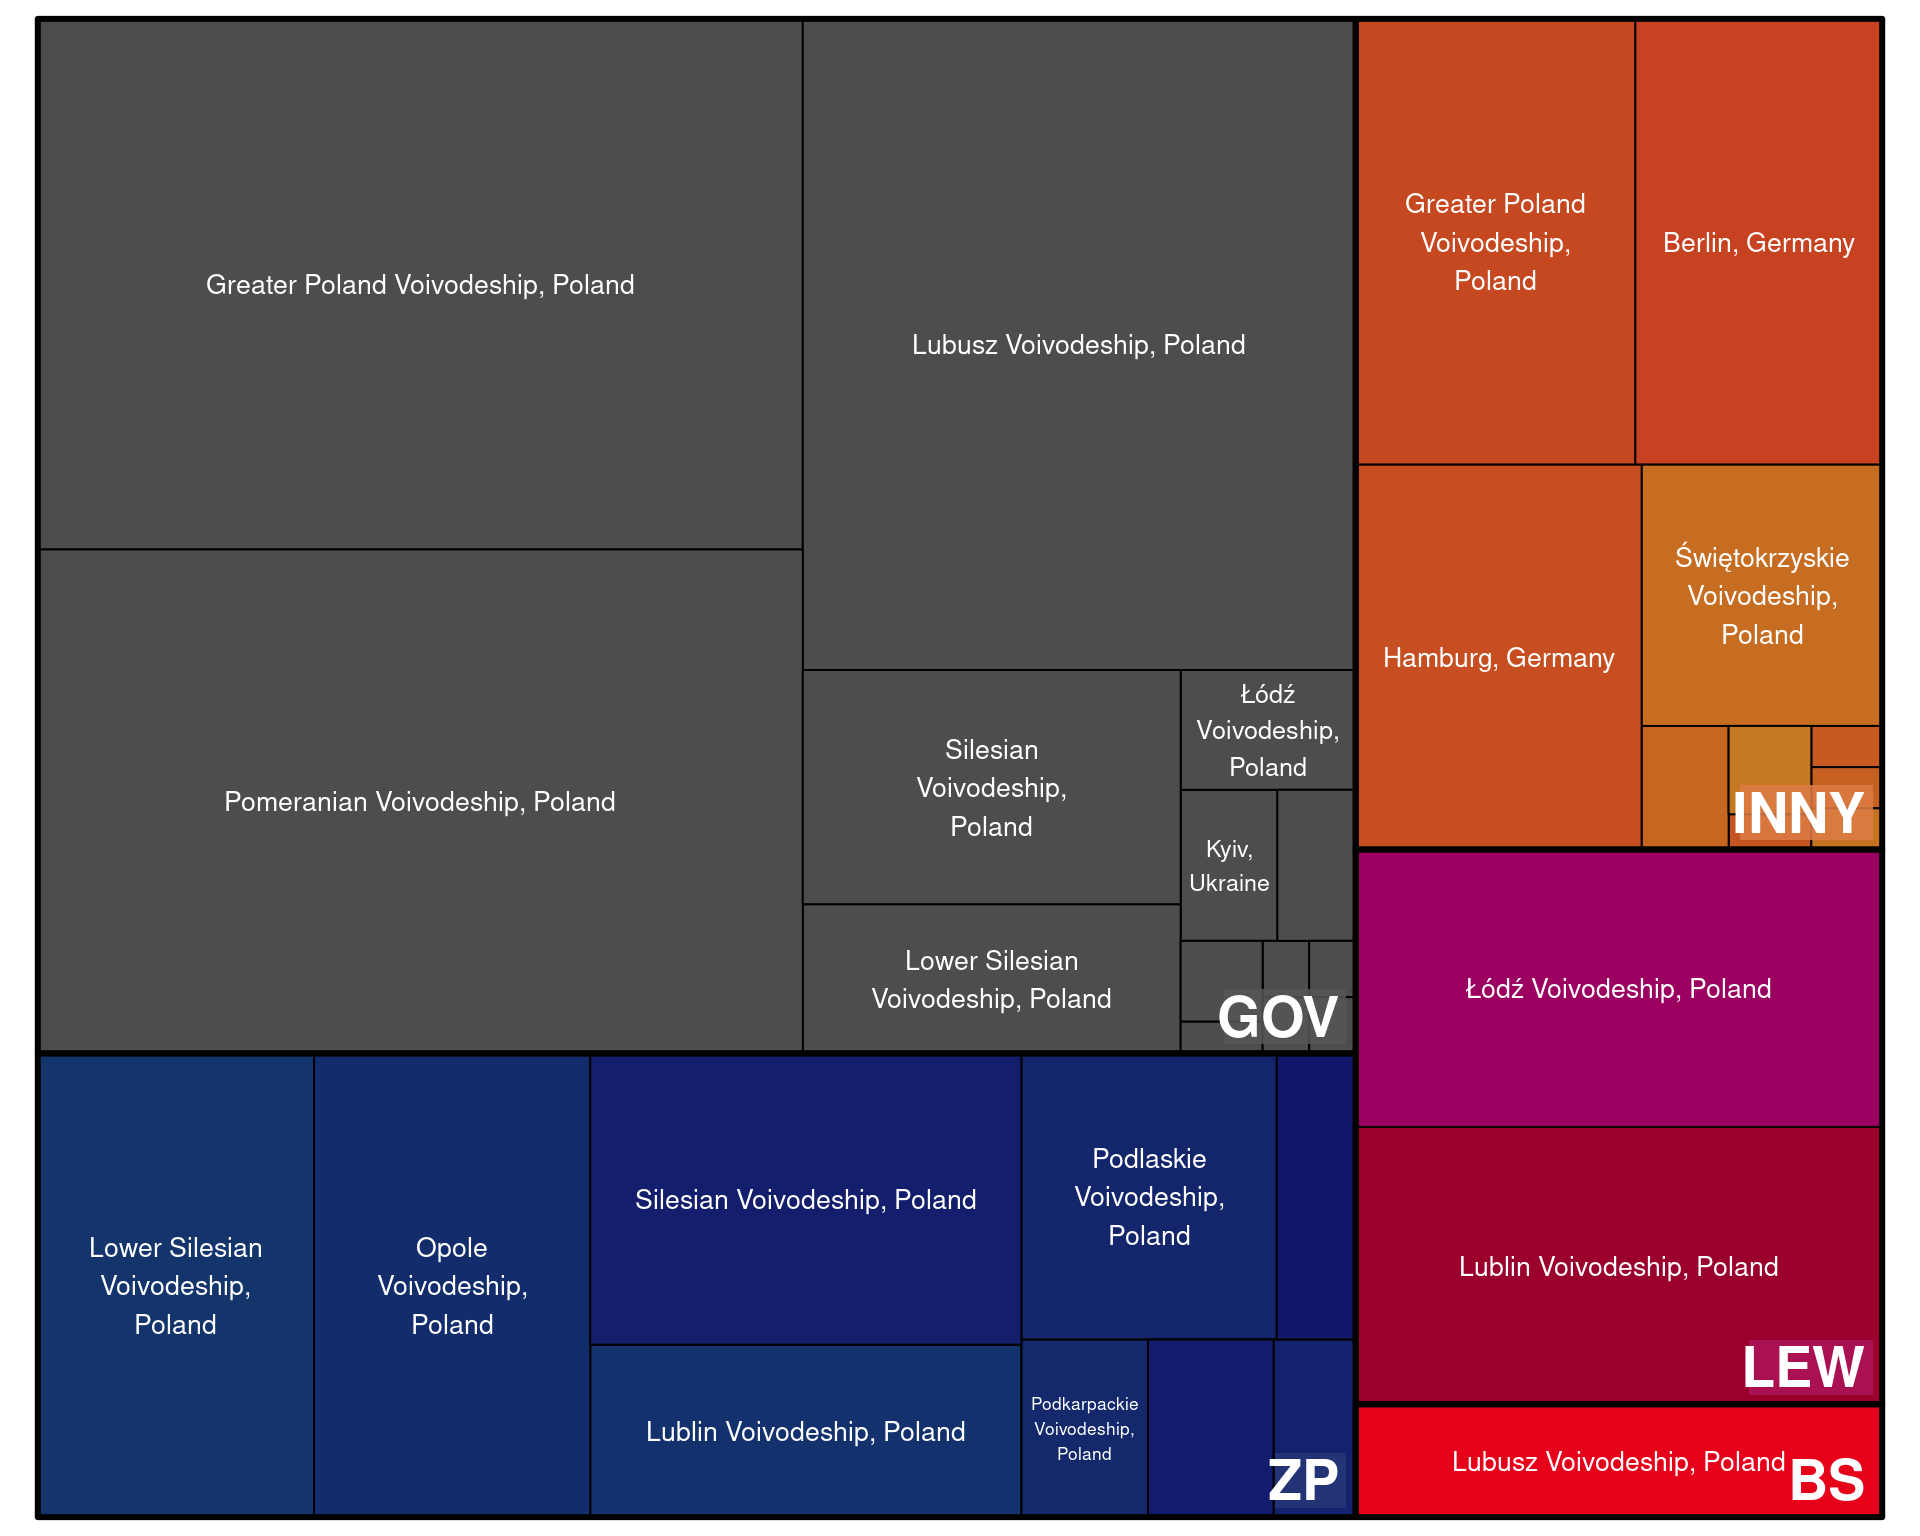 Greater Poland Voivodeship, Poland
Lubusz Voivodeship, Poland
Pomeranian Voivodeship, Poland
Silesian
Voivodeship,
Poland
Łódź
Voivodeship,
Poland
Kyiv,
Ukraine
Lower Silesian
Voivodeship, Poland
GOV
Greater Poland
Voivodeship,
Poland
Berlin, Germany
Hamburg, Germany
Świętokrzyskie
Voivodeship,
Poland
INNY
Łódź Voivodeship, Poland
Lublin Voivodeship, Poland
LEW
Lubusz Voivodeship, Poland
BS
Lower Silesian
Voivodeship,
Poland
Opole
Voivodeship,
Poland
Silesian Voivodeship, Poland
Lublin Voivodeship, Poland
Podlaskie
Voivodeship,
Poland
Podkarpackie
Voivodeship,
Poland
ZP